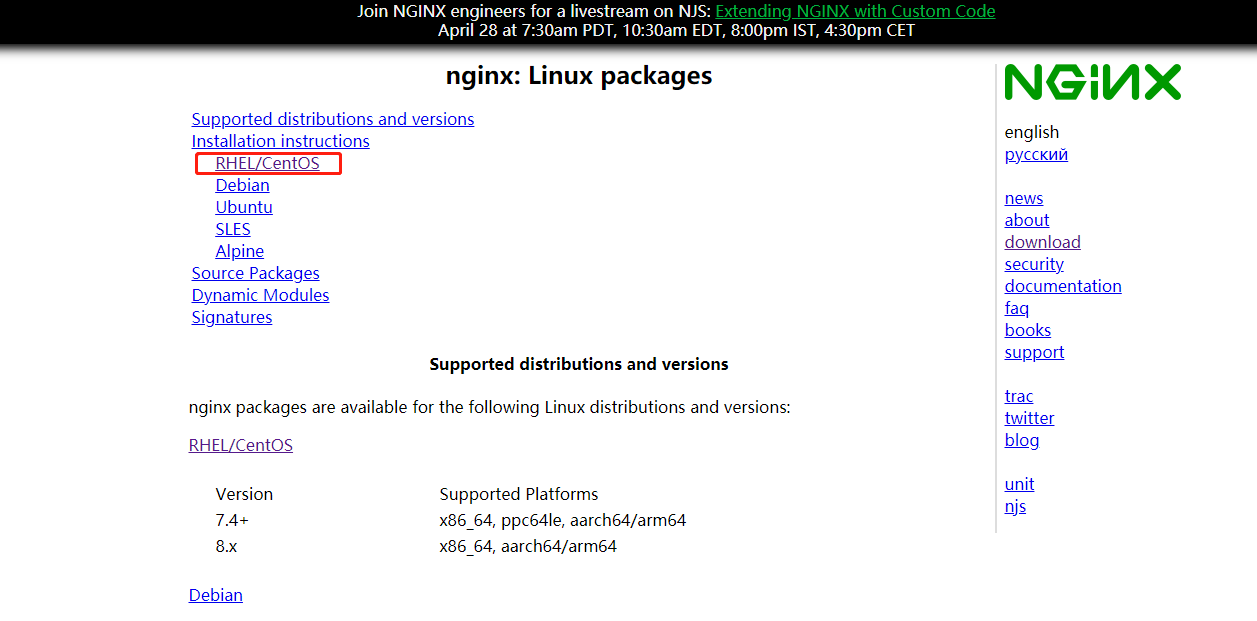 Join NGINX engineers for a livestream on NJS: Extending NGINX with Custom Code
April 28 at 7:30am PDT, 10:30am EDT, 8:00pm IST, 4:30pm CET
nginx: Linux packages
Supported distributions and versions
Installation instructions
RHEL/CentOS
Debian
Ubuntu
SLES
Alpine
Source Packages
Dynamic Modules
Signatures
Supported distributions and versions
nginx packages are available for the following Linux distributions and versions:
RHEL/CentOS
Version Supported Platforms
7.4+ x86_64, ppc64le, aarch64/arm64
8.x x86_64, aarch64/arm64
Debian
NGINX
english
русский
news
about
download
security
documentation
faq
books
support
trac
twitter
blog
unit
njs